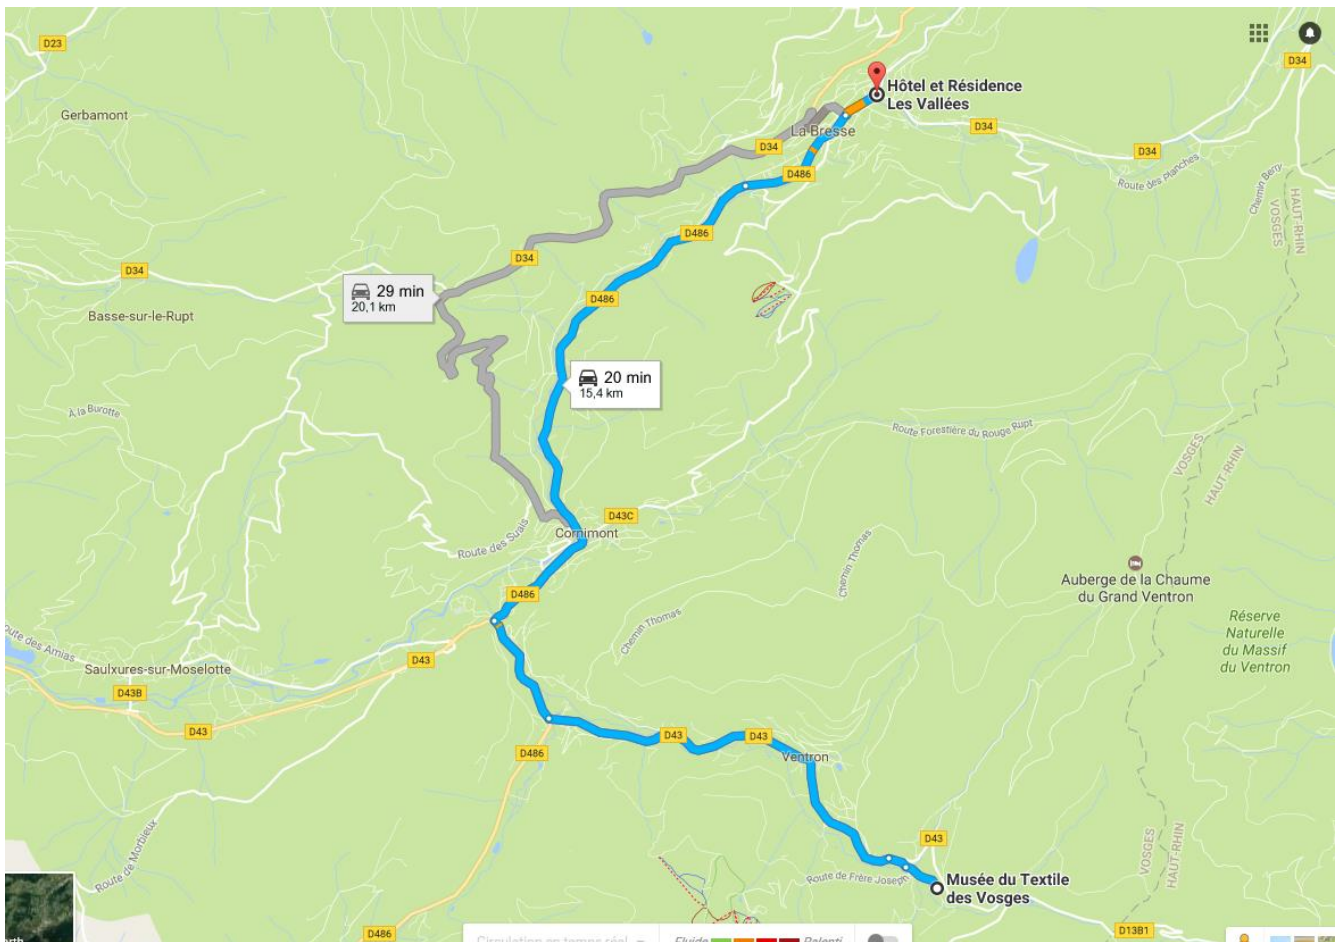 D23
D34
Gerbamont
Hôtel et Résidence
Les Vallées
La Bresse
D34
D34
D34
Route des Planches
Chemin Berry
HAUT-RHIN
VOSGES
D486
D486
D34
D34
29 min
20,1 km
D486
Basse-sur-le-Rupt
20 min
15,4 km
À la Burotte
Route Forestière du Rouge Rupt
VOSGES
HAUT-RHIN
D43C
Cornimont
Route des Suais
Chemin Thomas
Auberge de la Chaume
du Grand Ventron
D486
Chemin Thomas
Réserve
Naturelle
du Massif
du Ventron
Route des Amias
D43
Saulxures-sur-Moselotte
D43B
D43
D43
D43
D486
Ventron
Route de Morbieux
D43
VOSGES
HAUT-RHIN
Route de Frère Joseph
Musée du Textile
des Vosges
D486
D13B1
Circulation en temps réel
Fluide
Ralenti